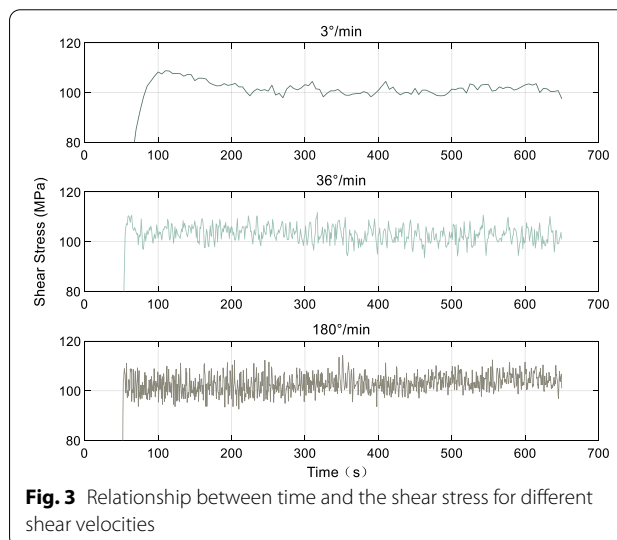 3°/min
120
100
80
0 100 200 300 400 500 600 700
36°/min
120
100
80
0 100 200 300 400 500 600 700
Shear Stress (MPa)
180°/min
120
100
80
0 100 200 300 400 500 600 700
Time（s）
Fig. 3 Relationship between time and the shear stress for different
shear velocities